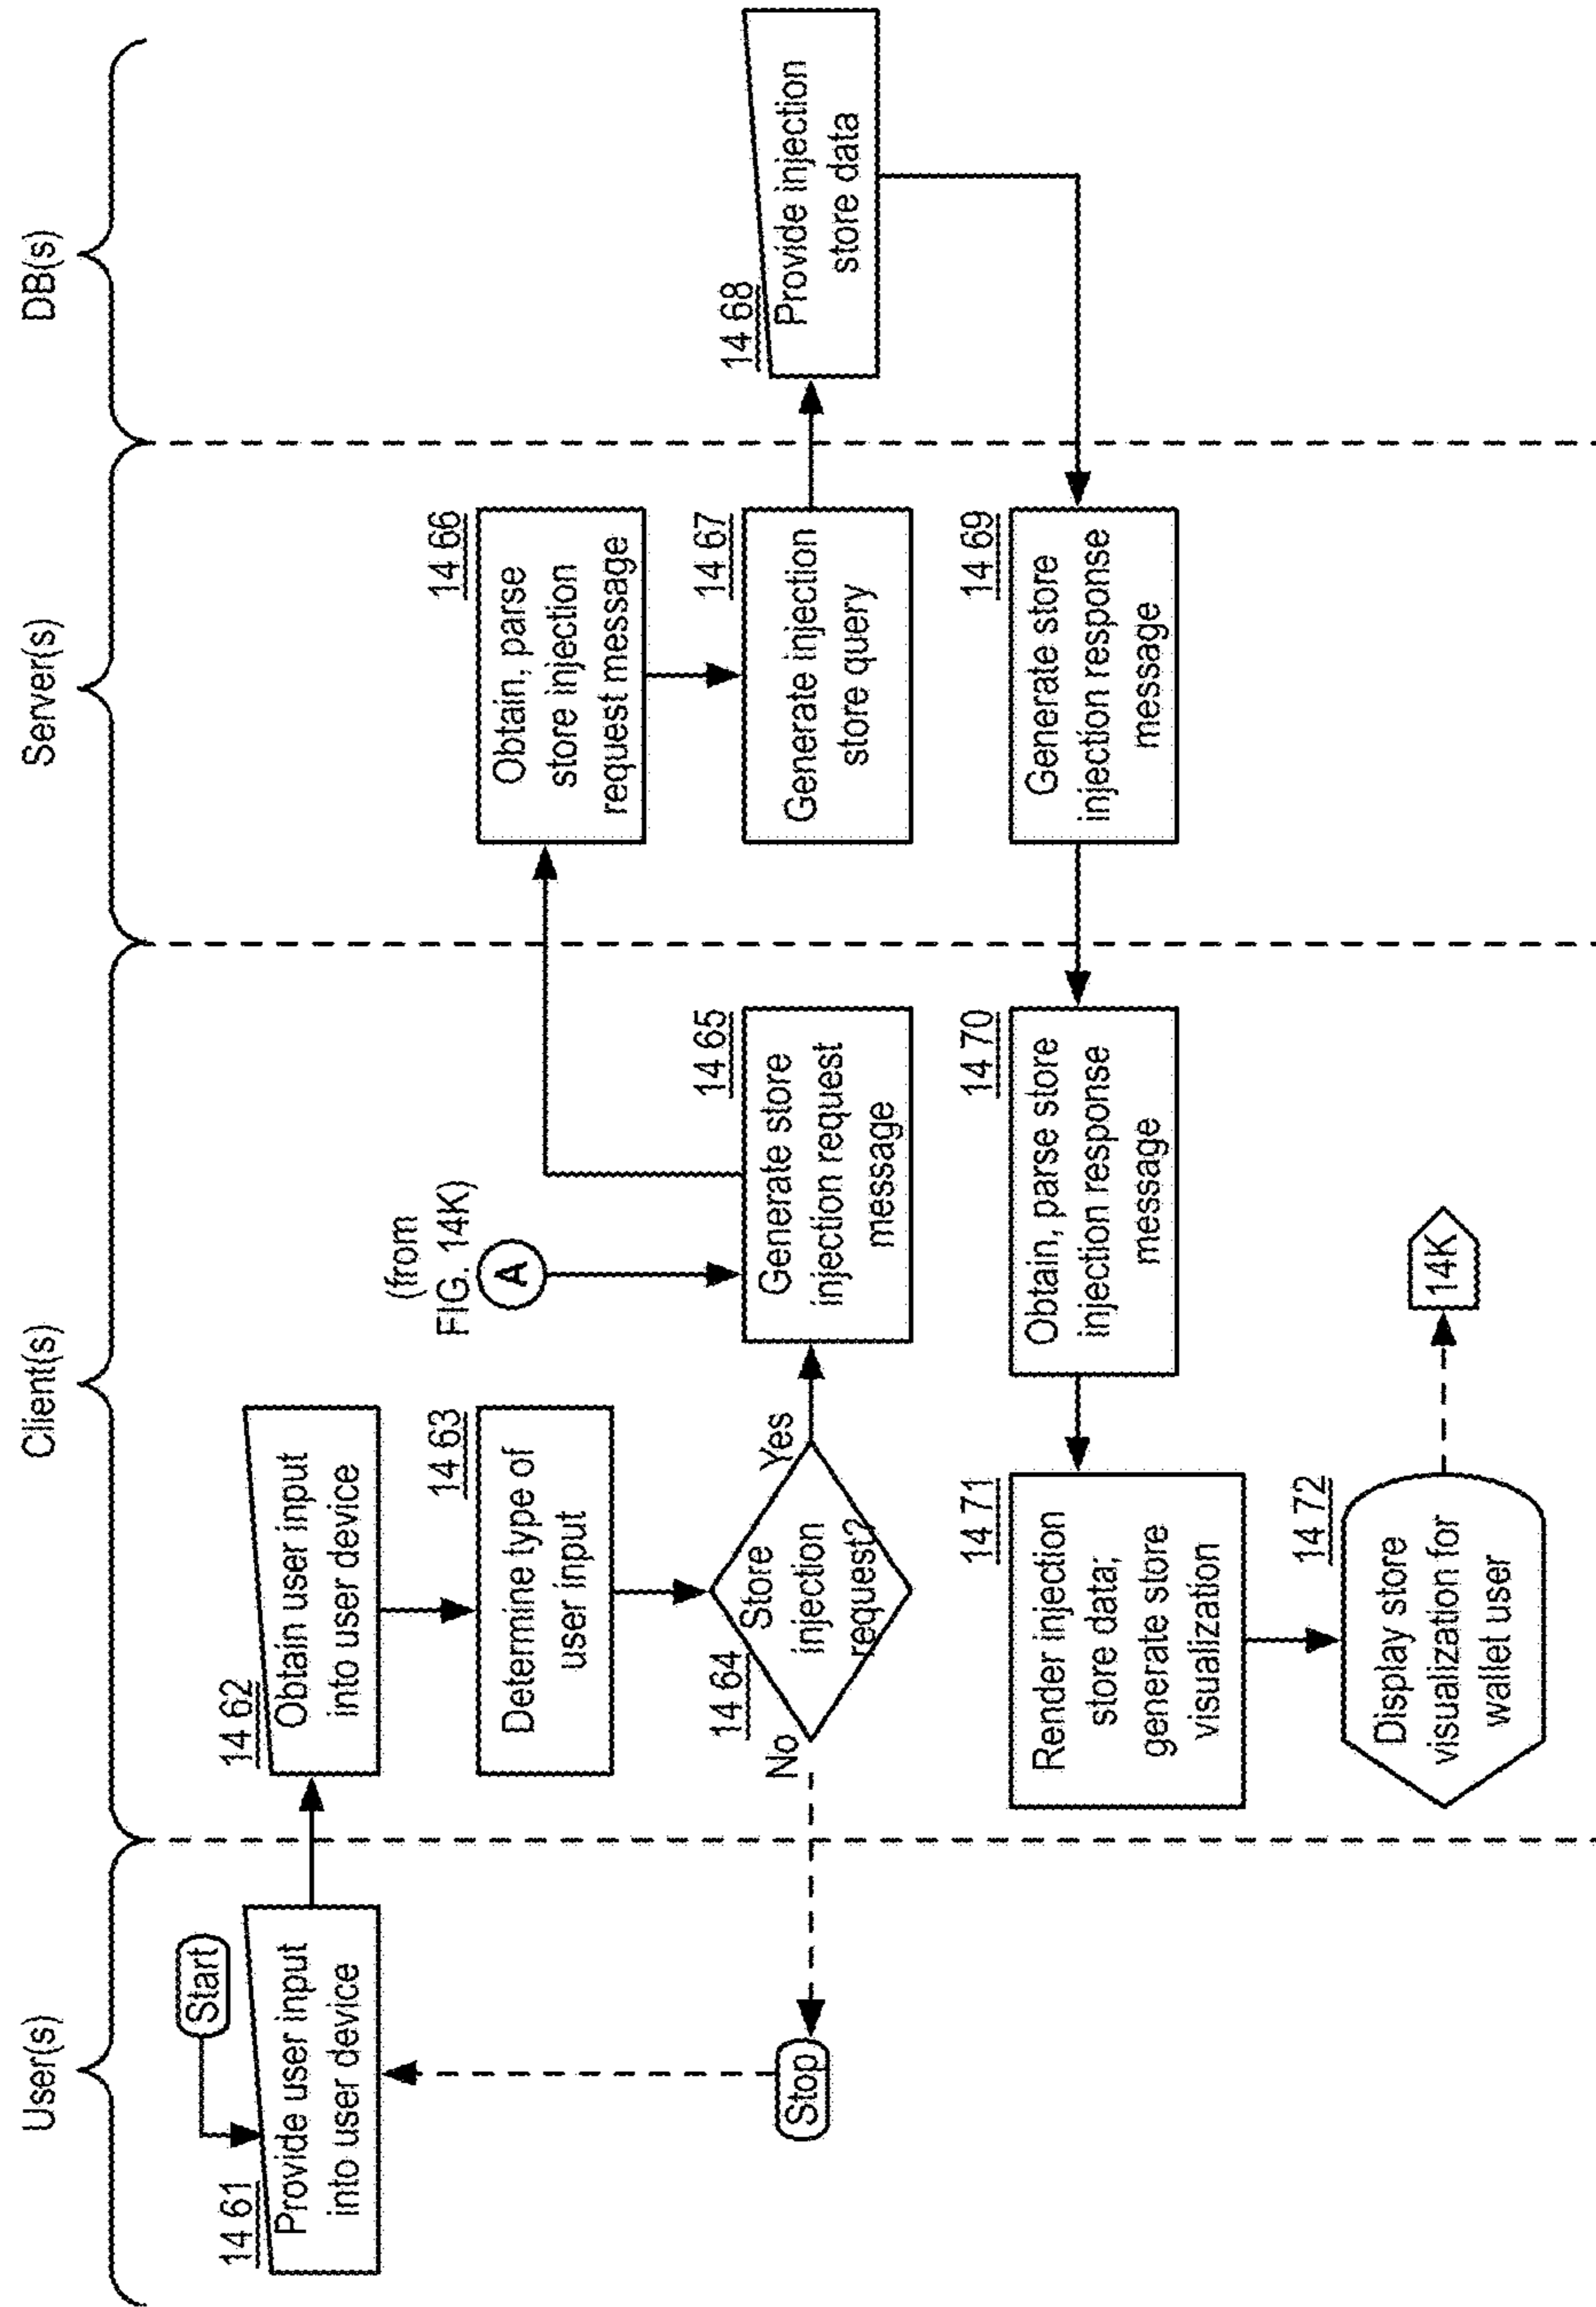 User(s)
Client(s)
Server(s)
DB(s)
Start
14 61
Provide user input
into user device
14 62
Obtain user input
into user device
14 63
Determine type of
user input
14 64
Store
injection
request?
No
Yes
Stop
(from
FIG. 14K)
A
14 65
Generate store
injection request
message
14 66
Obtain, parse
store injection
request message
14 67
Generate injection
store query
14 68
Provide injection
store data
14 69
Generate store
injection response
message
14 70
Obtain, parse store
injection response
message
14 71
Render injection
store data;
generate store
visualization
14 72
Display store
visualization for
wallet user
14K